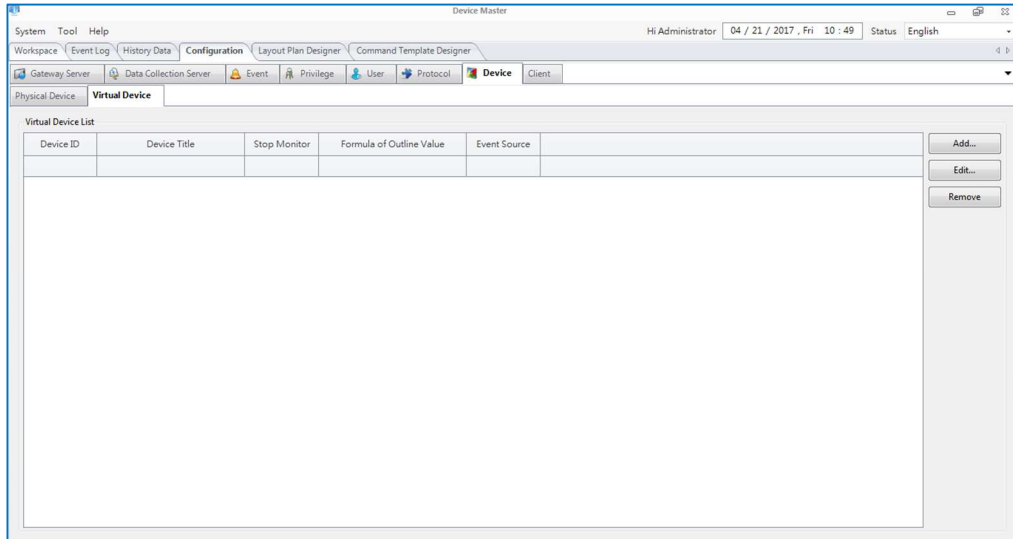 Device Master
System Tool Help Hi Administrator 04 / 21 / 2017 , Fri 10 : 49 Status English
Workspace Event Log History Data Configuration Layout Plan Designer Command Template Designer
Gateway Server Data Collection Server Event Privilege User Protocol Device Client
Physical Device Virtual Device
Virtual Device List
Device ID Device Title Stop Monitor Formula of Outline Value Event Source Add...
Edit...
Remove